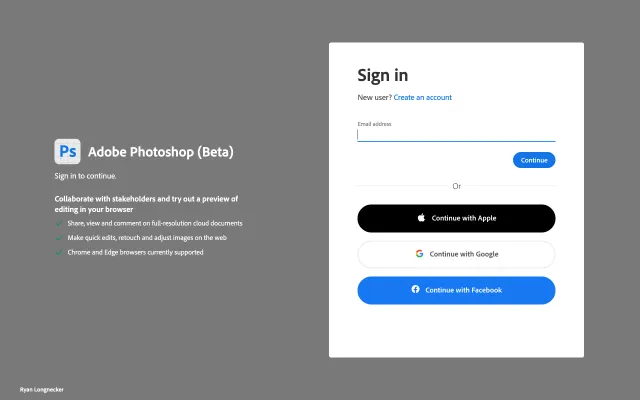 Ps
Adobe Photoshop (Beta)
Sign in to continue.
Collaborate with stakeholders and try out a preview of
editing in your browser
Share, view and comment on full-resolution cloud documents
Make quick edits, retouch and adjust images on the web
Chrome and Edge browsers currently supported
Ryan Longnecker
Sign in
New user? Create an account
Email address
Continue
Or
Continue with Apple
Continue with Google
Continue with Facebook